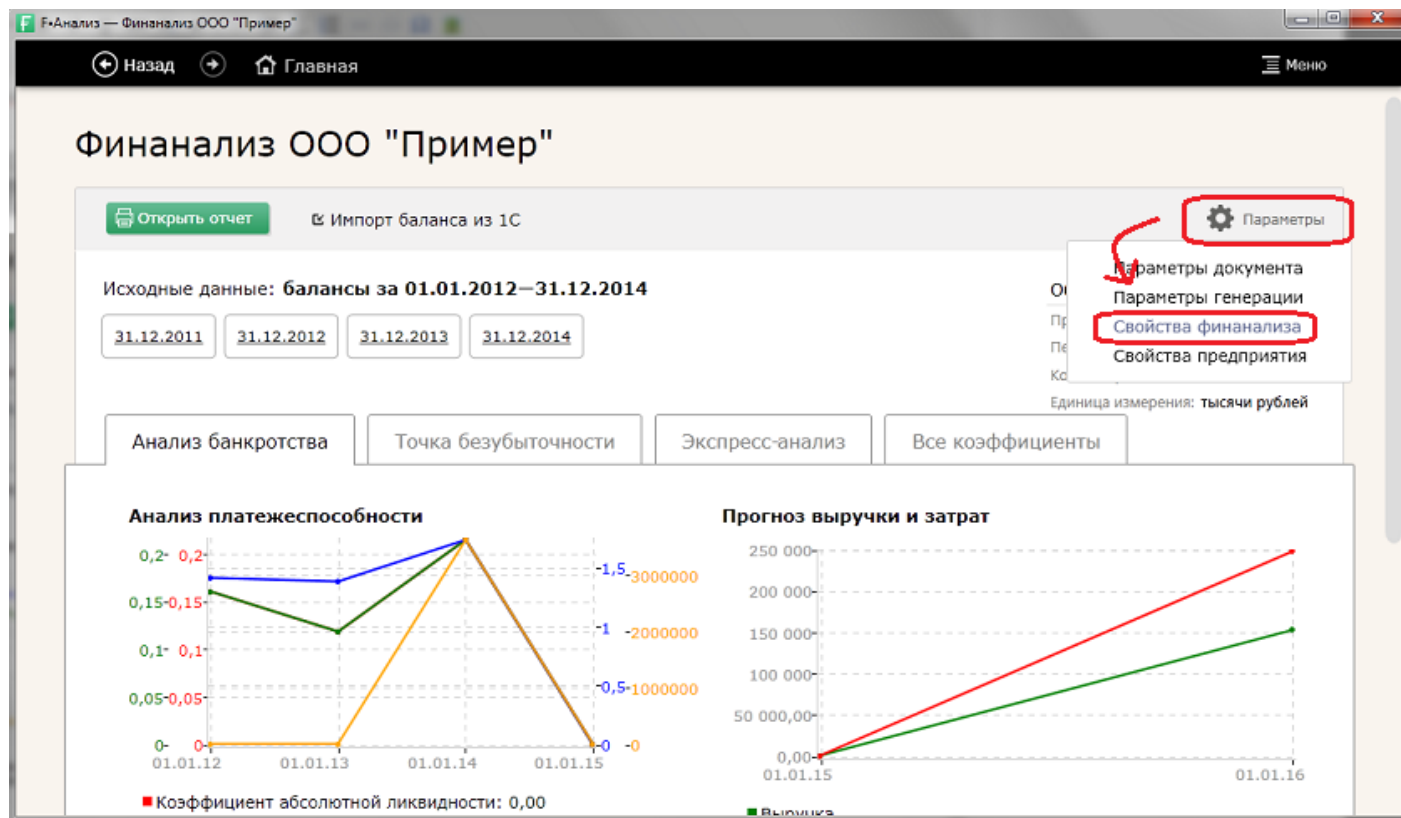 F•Анализ — Финанализ ООО "Пример"
Назад Главная Меню
Финанализ ООО "Пример"
Открыть отчет Импорт баланса из 1С Параметры
Параметры документа
Исходные данные: балансы за 01.01.2012—31.12.2014
Параметры генерации
31.12.2011 31.12.2012 31.12.2013 31.12.2014
Свойства финанализа
Свойства предприятия
Единица измерения: тысячи рублей
Анализ банкротства Точка безубыточности Экспресс-анализ Все коэффициенты
Анализ платежеспособности
0,2 0,2 1,5 3000000
0,15 0,15 1 2000000
0,1 0,1
0,05 0,05 0,5 1000000
0 0 0 0
01.01.12 01.01.13 01.01.14 01.01.15
Коэффициент абсолютной ликвидности: 0,00
Прогноз выручки и затрат
250 000
200 000
150 000
100 000
50 000,00
0,00
01.01.15 01.01.16
Выручка